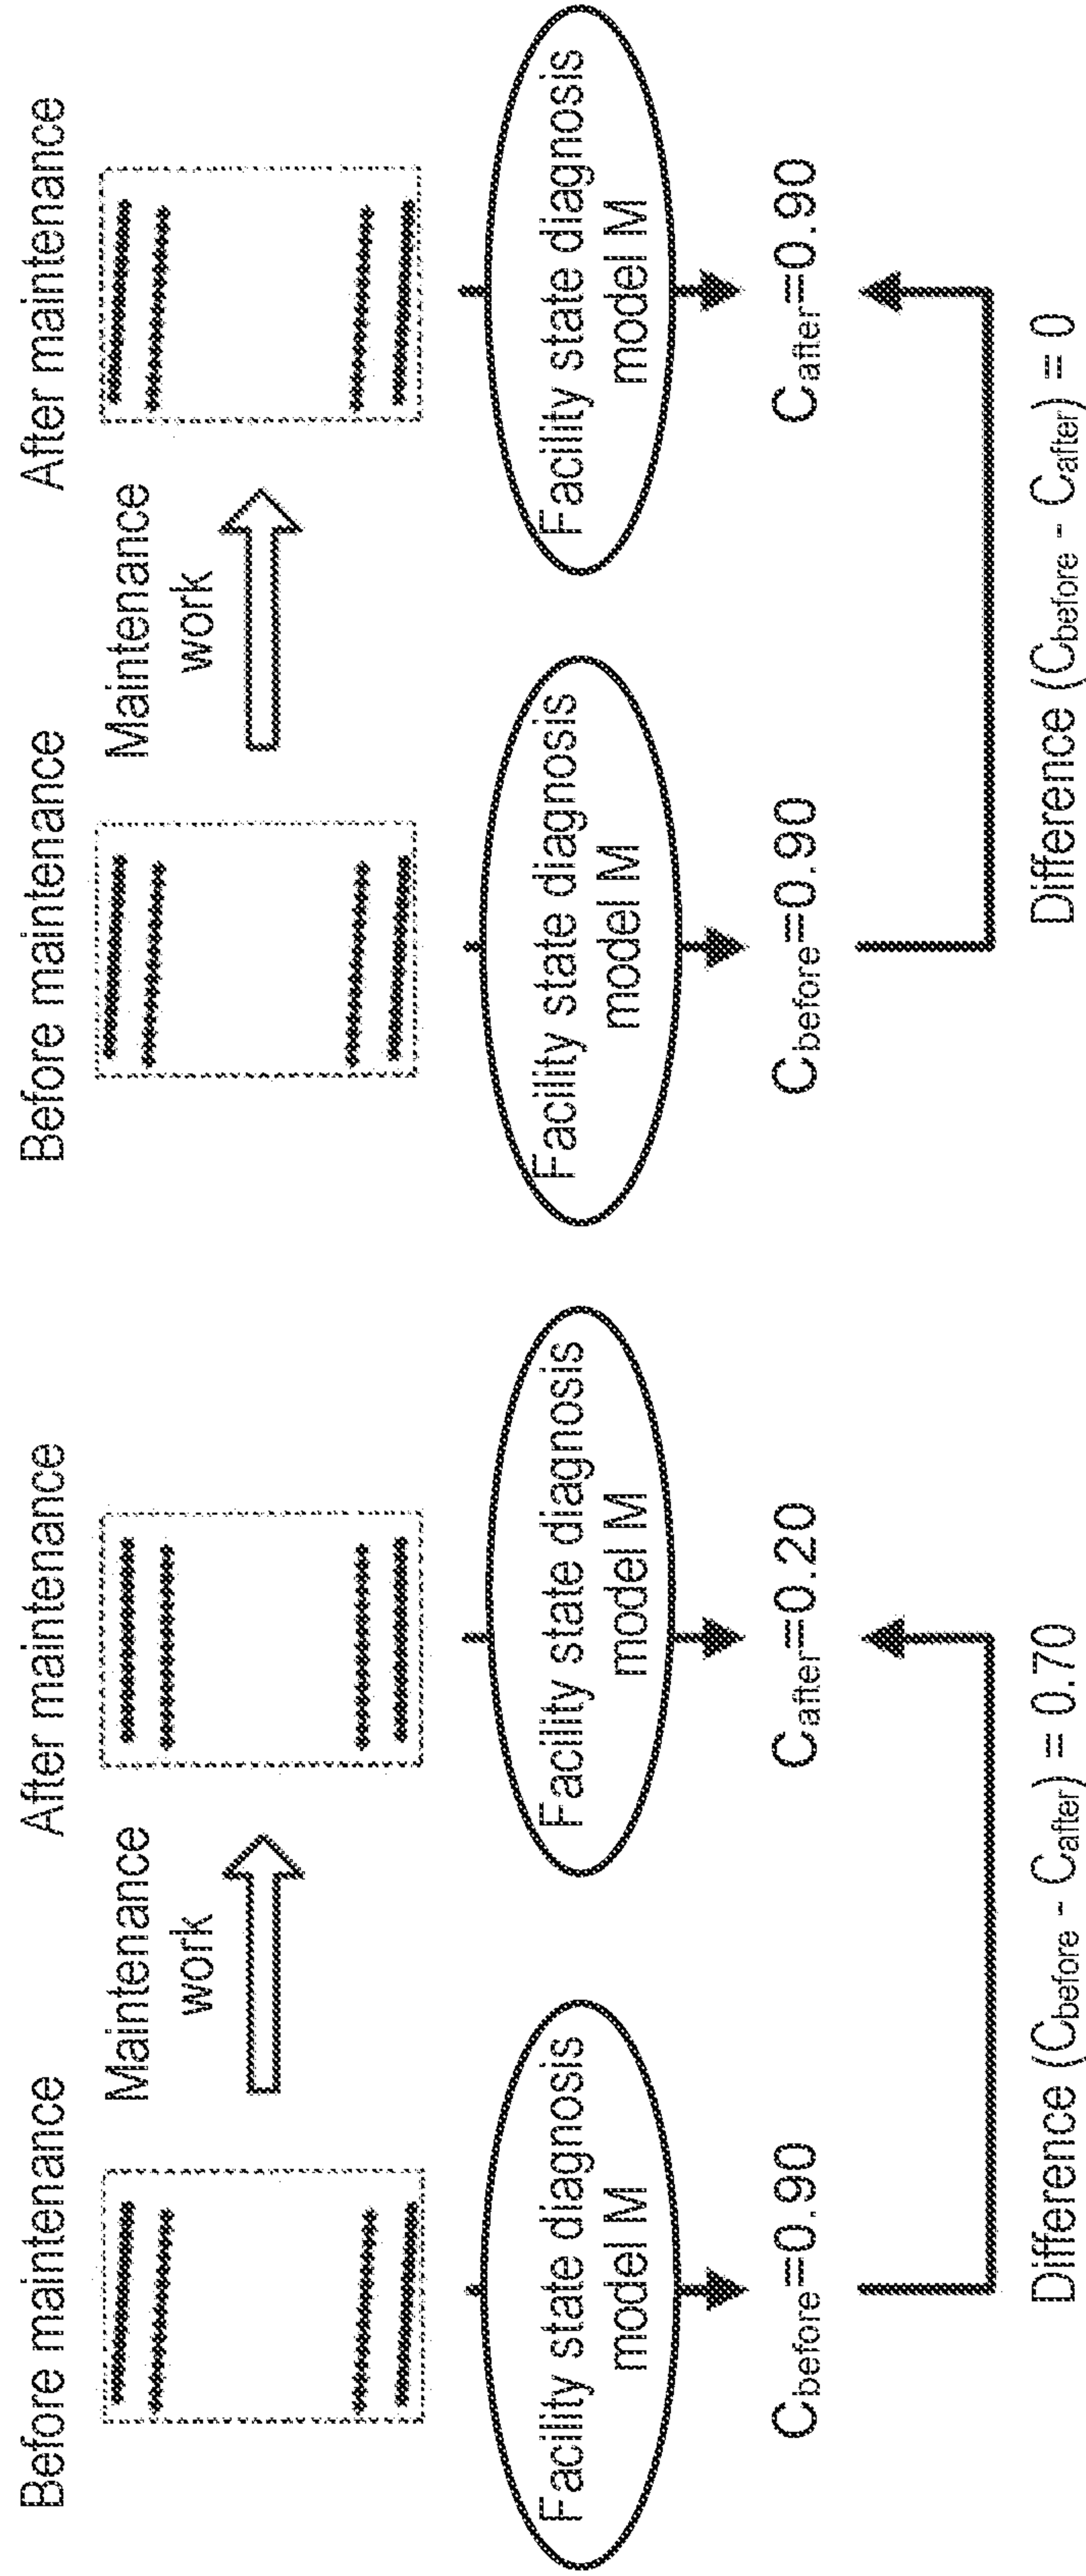 Before maintenance
Maintenance
work
After maintenance
Facility state diagnosis
model M
Facility state diagnosis
model M
Cbefore=0.90
Cafter=0.20
Difference (Cbefore - Cafter) = 0.70
Before maintenance
Maintenance
work
After maintenance
Facility state diagnosis
model M
Facility state diagnosis
model M
Cbefore=0.90
Cafter=0.90
Difference (Cbefore - Cafter) = 0